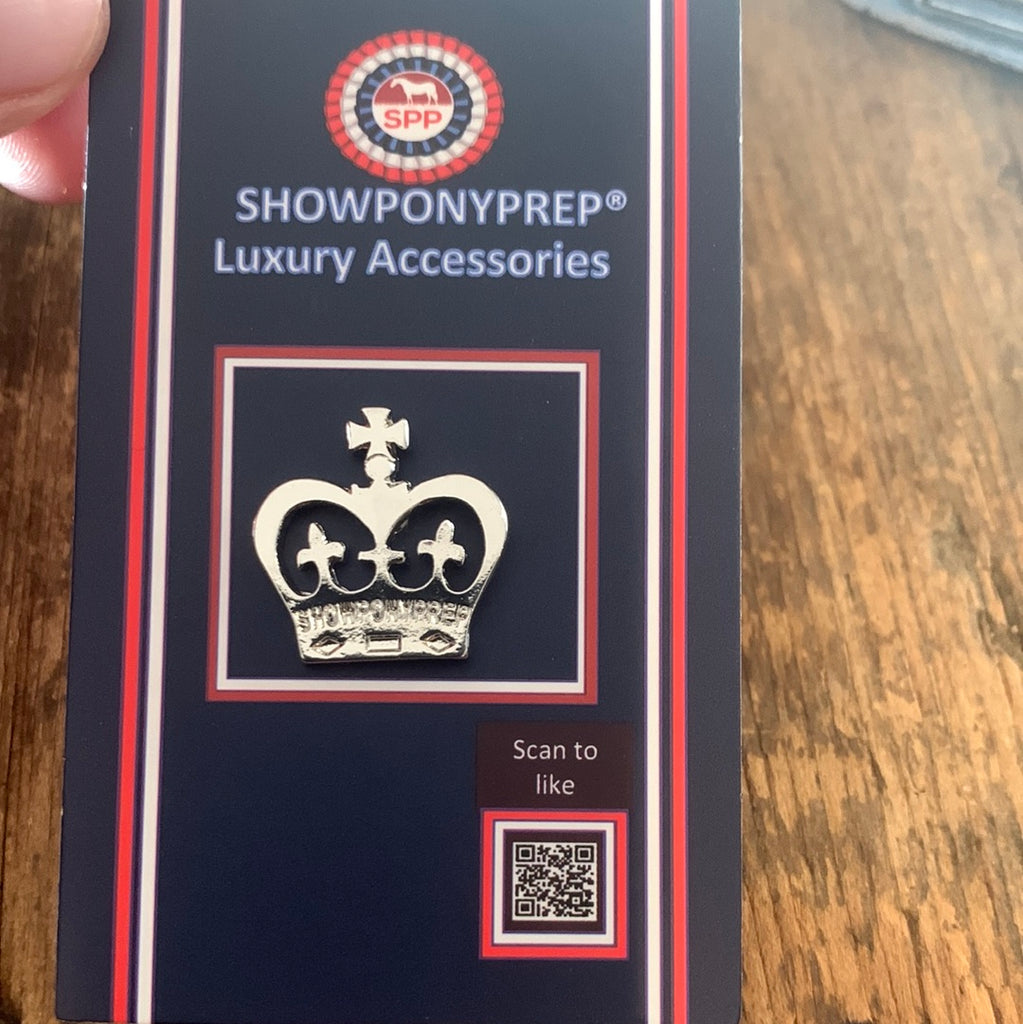 SPP
SHOWPONYPREP®
Luxury Accessories
SHOWPONYPREP
Scan to
like